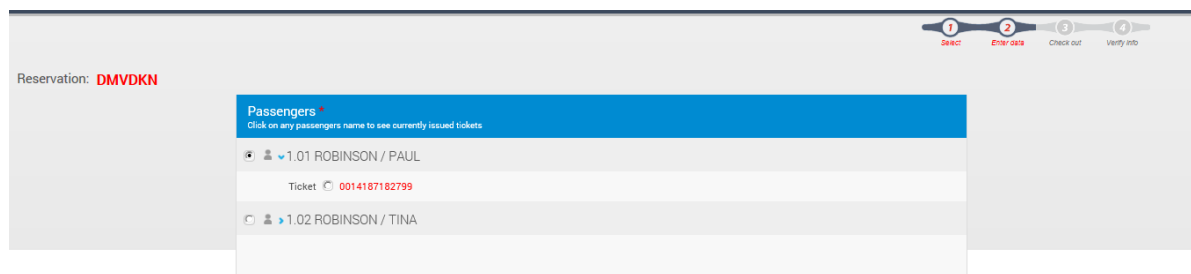 1 2 3 4
Select Enter data Check out Verify info
Reservation: DMVDKN
Passengers *
Click on any passengers name to see currently issued tickets
1.01 ROBINSON / PAUL
Ticket 0014187182799
1.02 ROBINSON / TINA